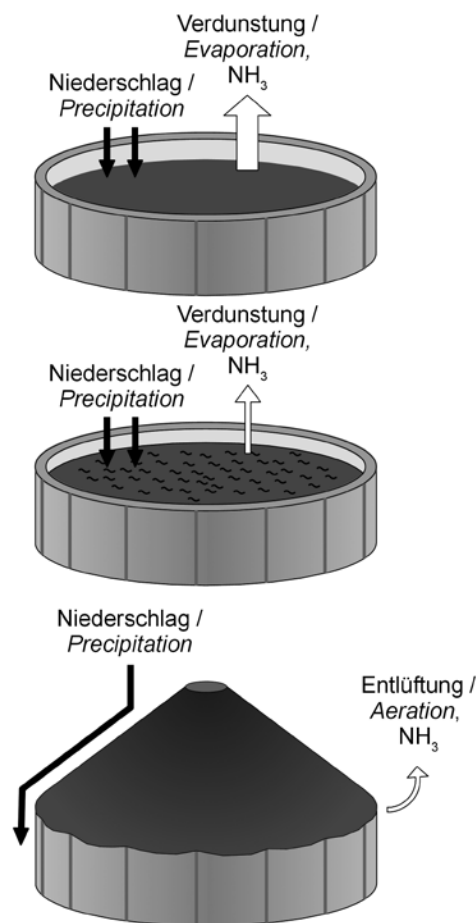 Verdunstung /
Evaporation,
NH₃
Niederschlag /
Precipitation
Verdunstung /
Evaporation,
NH₃
Niederschlag /
Precipitation
Niederschlag /
Precipitation
Entlüftung /
Aeration,
NH₃